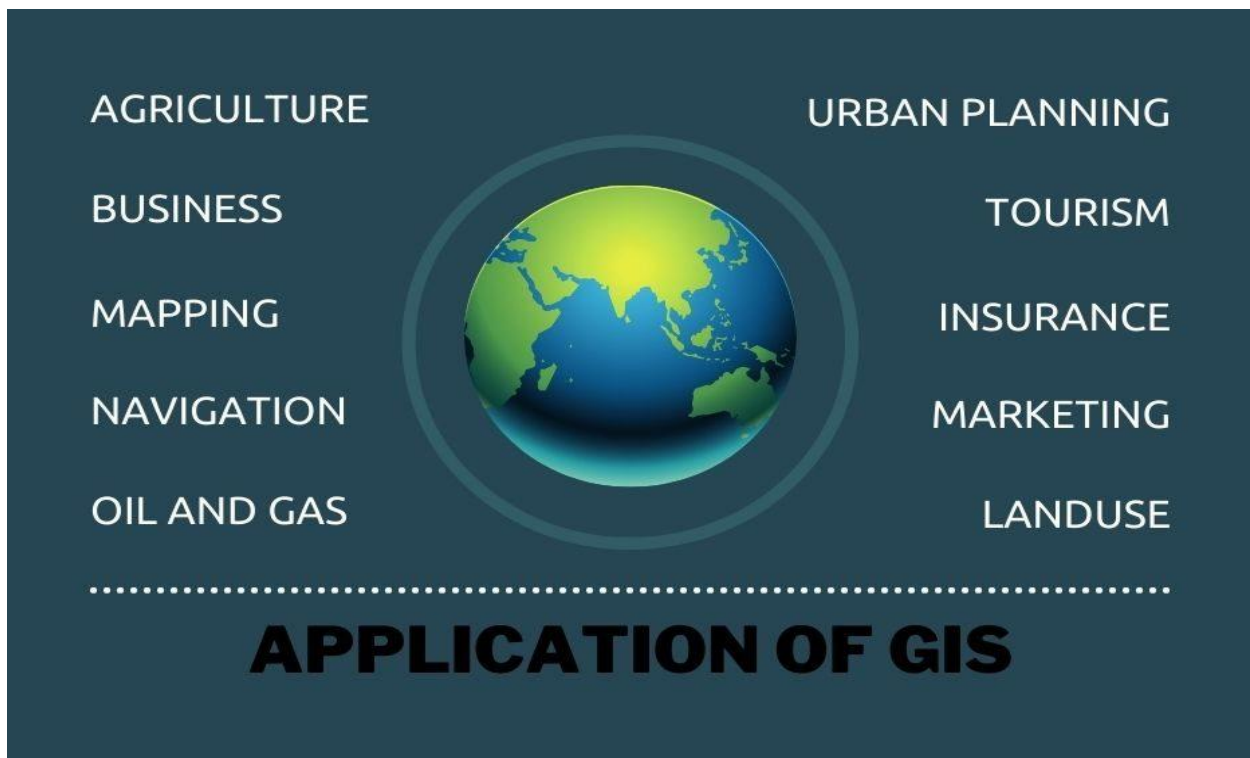 AGRICULTURE
BUSINESS
MAPPING
NAVIGATION
OIL AND GAS
URBAN PLANNING
TOURISM
INSURANCE
MARKETING
LANDUSE
APPLICATION OF GIS